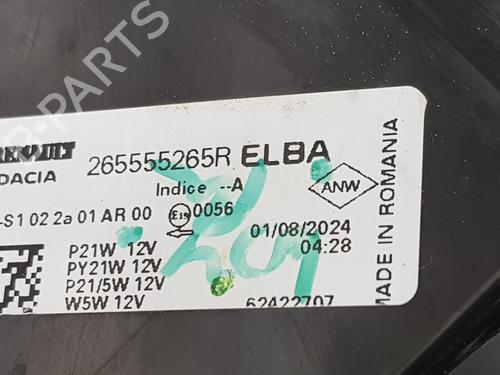 RENAULT
DACIA
265555265R ELBA
Indice --A
ANW
-S1 02 2a 01 AR 00
E19 0056
01/08/2024
04:28
P21W 12V
PY21W 12V
P21/5W 12V
W5W 12V
62422707
MADE IN ROMANIA
B-PARTS